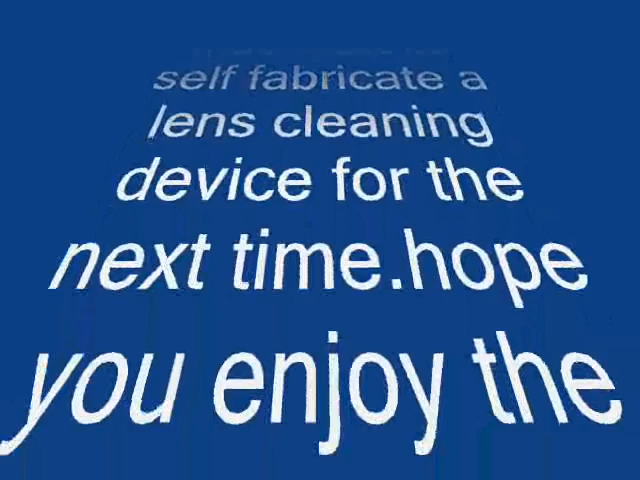 self fabricate a
lens cleaning
device for the
next time.hope
you enjoy the